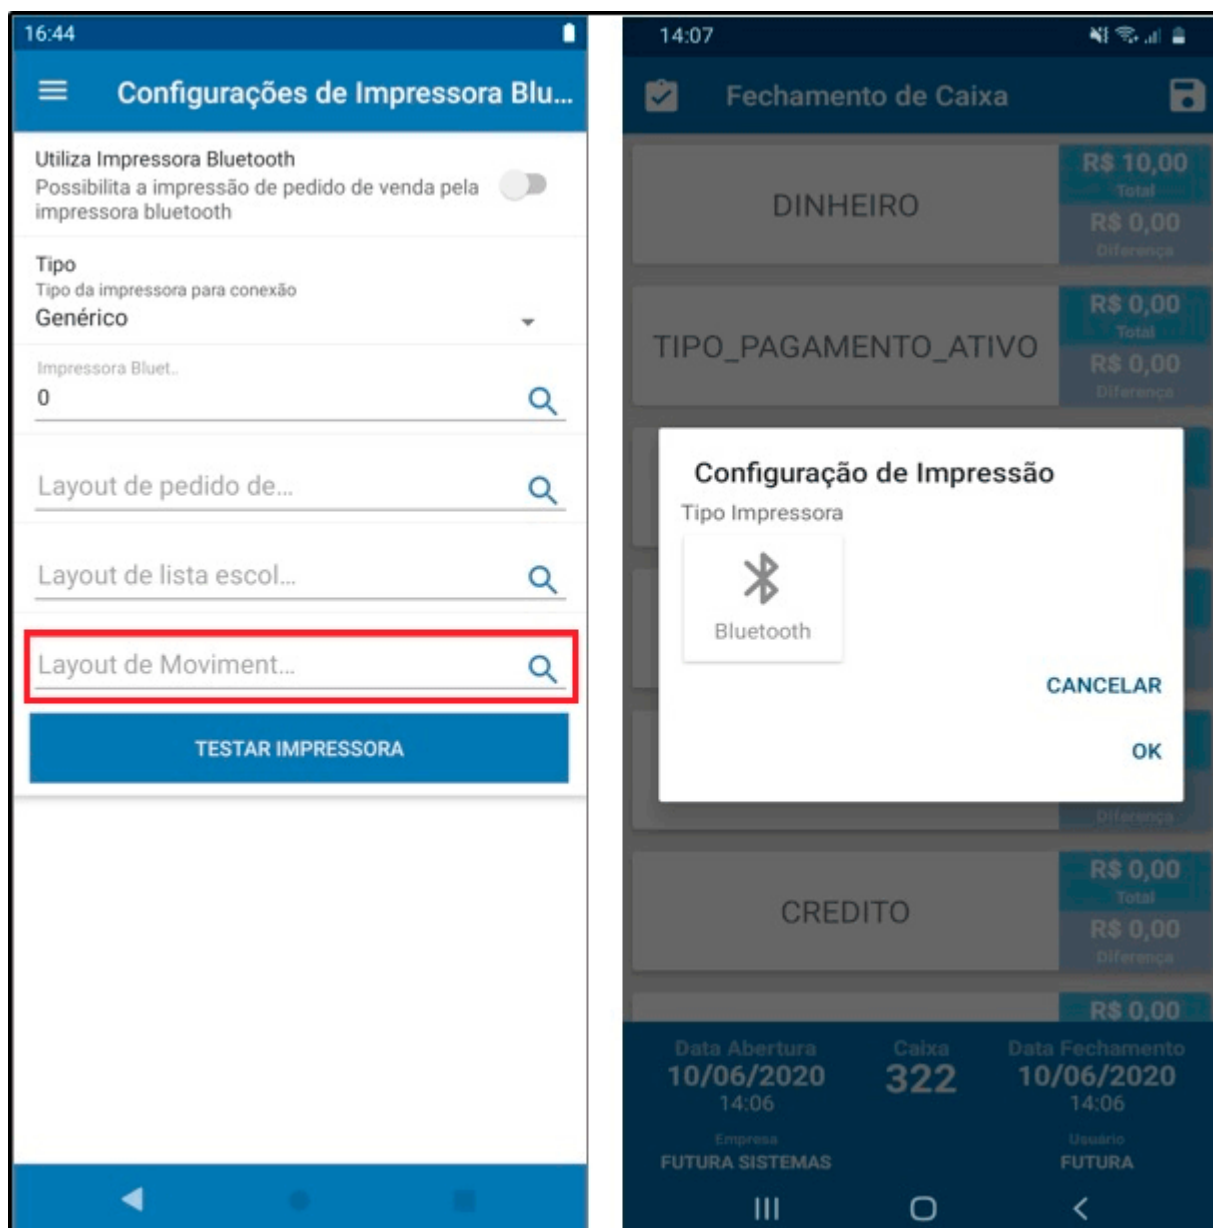 16:44
Configurações de Impressora Blu...
Utiliza Impressora Bluetooth
Possibilita a impressão de pedido de venda pela
impressora bluetooth
Tipo
Tipo da impressora para conexão
Genérico
Impressora Bluet..
0
Layout de pedido de...
Layout de lista escol...
Layout de Moviment...
TESTAR IMPRESSORA
14:07
Fechamento de Caixa
DINHEIRO
R$ 10,00
Total
R$ 0,00
Diferença
TIPO_PAGAMENTO_ATIVO
R$ 0,00
Total
R$ 0,00
Diferença
Configuração de Impressão
Tipo Impressora
Bluetooth
CANCELAR
OK
Diferença
CREDITO
R$ 0,00
Total
R$ 0,00
Diferença
R$ 0,00
Data Abertura
10/06/2020
14:06
Caixa
322
Data Fechamento
10/06/2020
14:06
Empresa
FUTURA SISTEMAS
Usuário
FUTURA